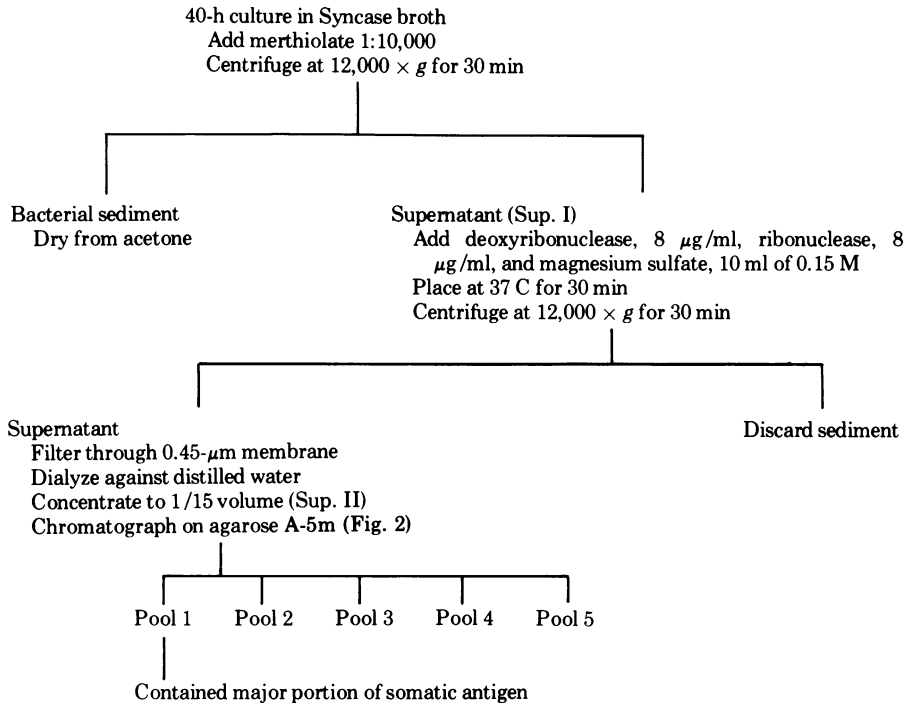 40-h culture in Syncase broth
Add merthiolate 1:10,000
Centrifuge at 12,000 × g for 30 min
Bacterial sediment
Dry from acetone
Supernatant (Sup. I)
Add deoxyribonuclease, 8 μg/ml, ribonuclease, 8
μg/ml, and magnesium sulfate, 10 ml of 0.15 M
Place at 37 C for 30 min
Centrifuge at 12,000 × g for 30 min
Supernatant
Filter through 0.45-μm membrane
Dialyze against distilled water
Concentrate to 1/15 volume (Sup. II)
Chromatograph on agarose A-5m (Fig. 2)
Discard sediment
Pool 1 Pool 2 Pool 3 Pool 4 Pool 5
Contained major portion of somatic antigen